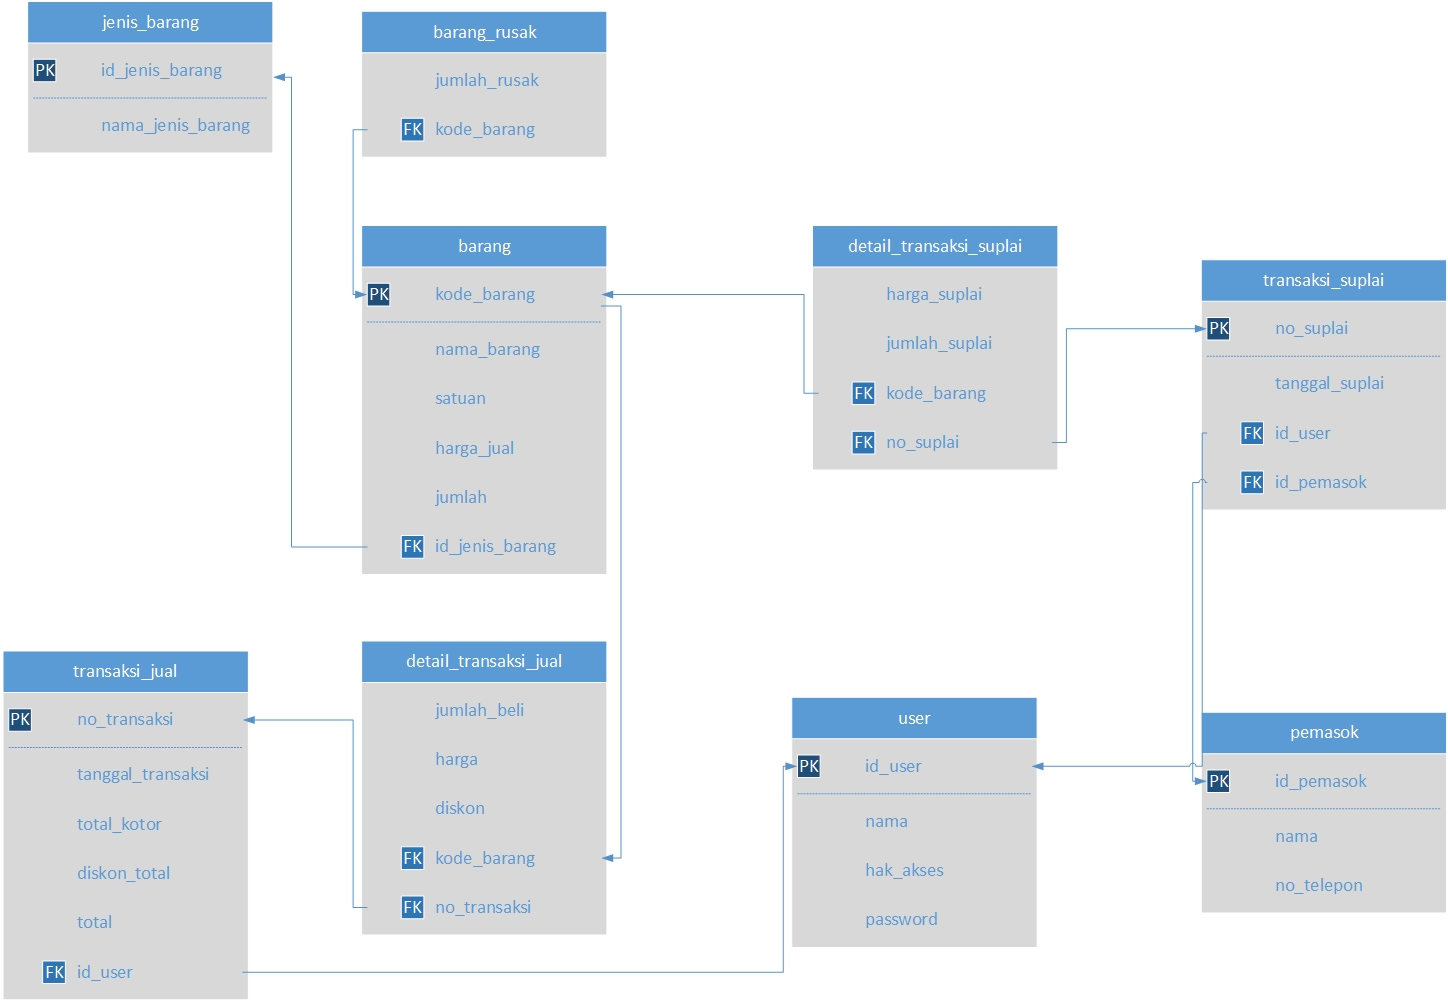 jenis_barang
PK id_jenis_barang
nama_jenis_barang
barang_rusak
jumlah_rusak
FK kode_barang
barang
PK kode_barang
nama_barang
satuan
harga_jual
jumlah
FK id_jenis_barang
detail_transaksi_suplai
harga_suplai
jumlah_suplai
FK kode_barang
FK no_suplai
transaksi_suplai
PK no_suplai
tanggal_suplai
FK id_user
FK id_pemasok
transaksi_jual
PK no_transaksi
tanggal_transaksi
total_kotor
diskon_total
total
FK id_user
detail_transaksi_jual
jumlah_beli
harga
diskon
FK kode_barang
FK no_transaksi
user
PK id_user
nama
hak_akses
password
pemasok
PK id_pemasok
nama
no_telepon